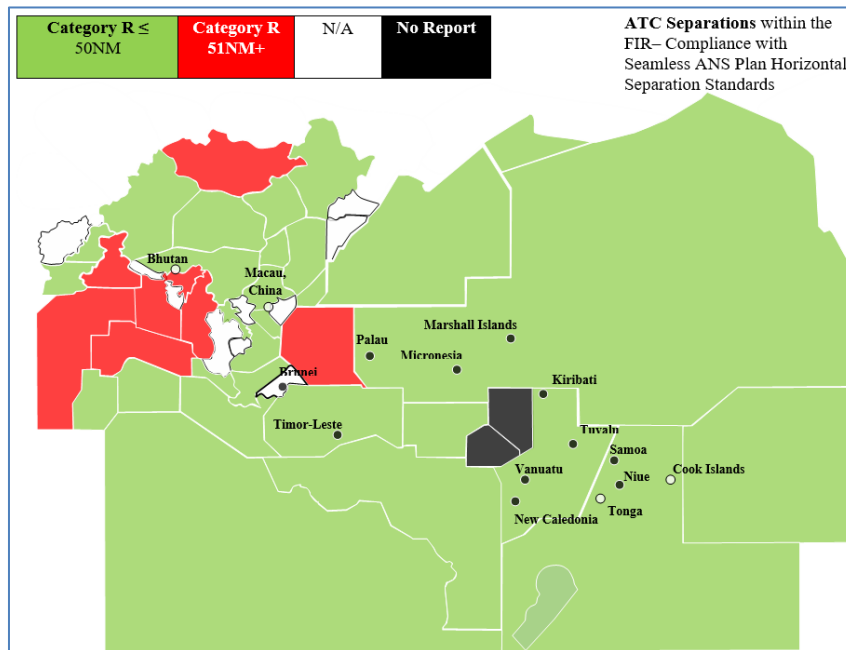 Category R ≤
50NM
Category R
51NM+
N/A
No Report
ATC Separations within the
FIR– Compliance with
Seamless ANS Plan Horizontal
Separation Standards
Bhutan
Macau,
China
Marshall Islands
Palau
Micronesia
Brunei
Kiribati
Timor-Leste
Tuvalu
Samoa
Vanuatu
Niue
Cook Islands
New Caledonia
Tonga